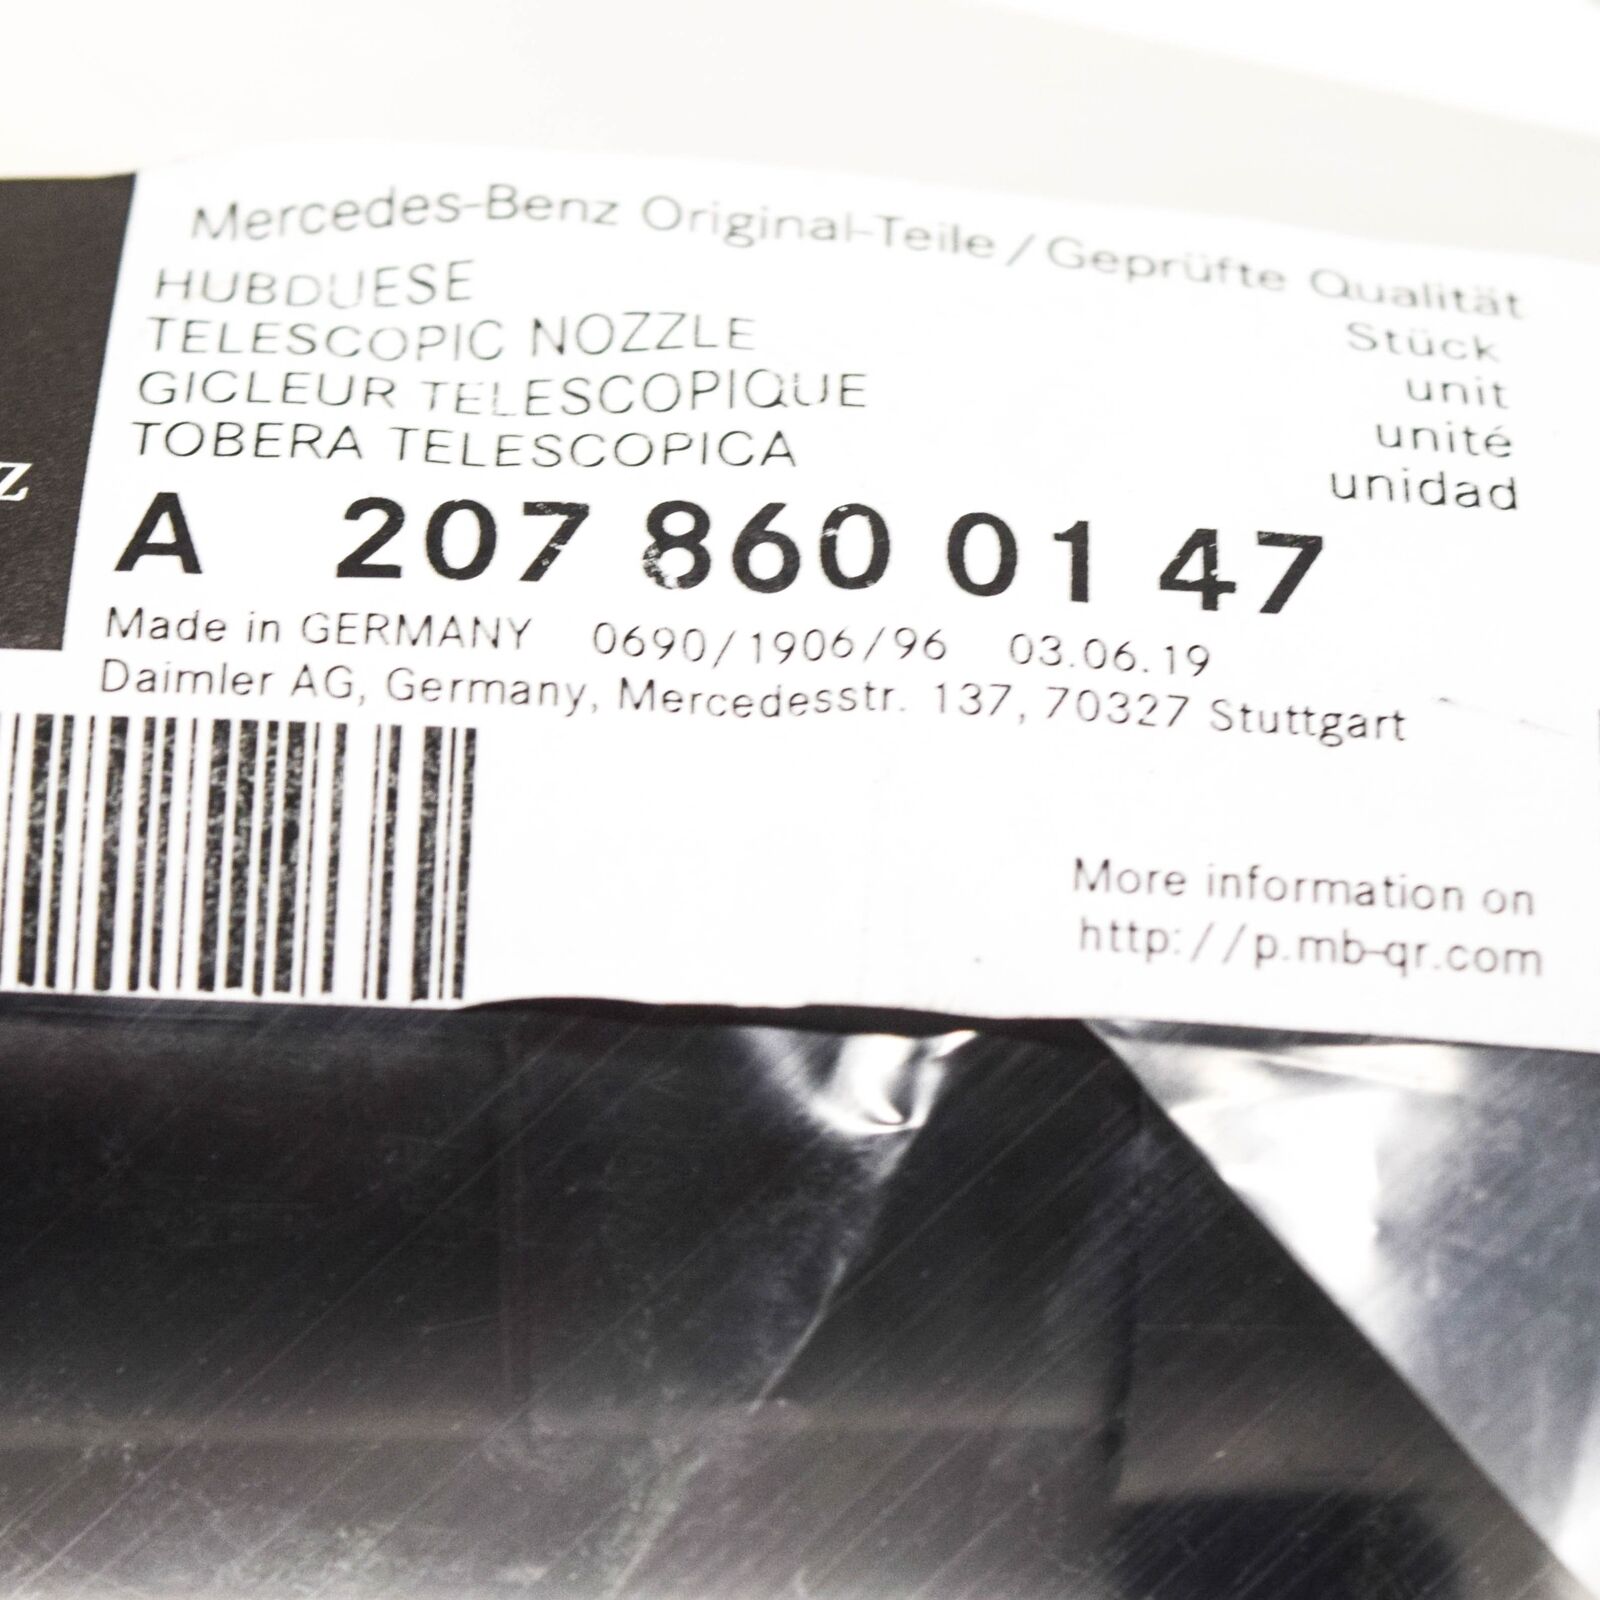 Mercedes-Benz Original-Teile / Geprüfte Qualität
HUBDUESE
Stück
TELESCOPIC NOZZLE
unit
GICLEUR TELESCOPIQUE
unité
TOBERA TELESCOPICA
unidad
z
A 207 860 01 47
Made in GERMANY 0690/1906/96 03.06.19
Daimler AG, Germany, Mercedesstr. 137, 70327 Stuttgart
More information on
http://p.mb-qr.com